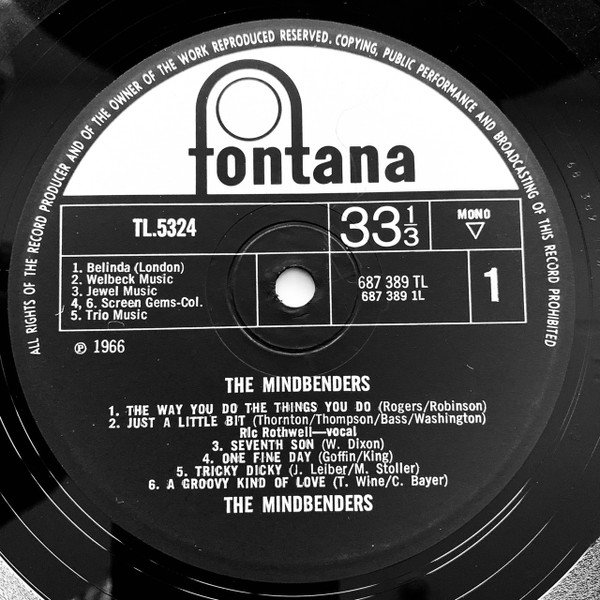 ALL RIGHTS OF THE RECORD PRODUCER AND OF THE OWNER OF THE WORK REPRODUCED RESERVED. COPYING, PUBLIC PERFORMANCE AND BROADCASTING OF THIS RECORD PROHIBITED
fontana
TL.5324
33 1/3
MONO
1. Belinda (London)
2. Welbeck Music
3. Jewel Music
4, 6. Screen Gems-Col.
5. Trio Music
687 389 TL
687 389 1L
1
℗ 1966
THE MINDBENDERS
1. THE WAY YOU DO THE THINGS YOU DO (Rogers/Robinson)
2. JUST A LITTLE BIT (Thornton/Thompson/Bass/Washington)
Ric Rothwell—vocal
3. SEVENTH SON (W. Dixon)
4. ONE FINE DAY (Goffin/King)
5. TRICKY DICKY (J. Leiber/M. Stoller)
6. A GROOVY KIND OF LOVE (T. Wine/C. Bayer)
THE MINDBENDERS